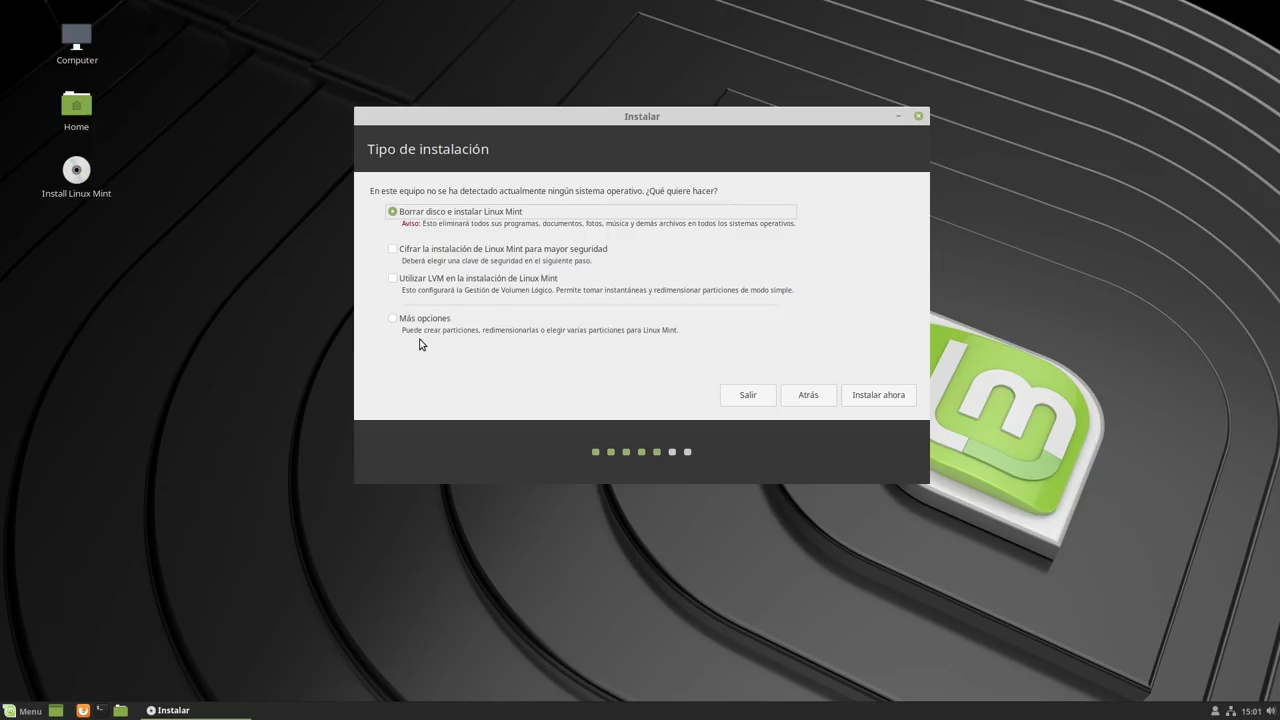 Computer
Home
Install Linux Mint
Instalar
Tipo de instalación
En este equipo no se ha detectado actualmente ningún sistema operativo. ¿Qué quiere hacer?
Borrar disco e instalar Linux Mint
Aviso: Esto eliminará todos sus programas, documentos, fotos, música y demás archivos en todos los sistemas operativos.
Cifrar la instalación de Linux Mint para mayor seguridad
Deberá elegir una clave de seguridad en el siguiente paso.
Utilizar LVM en la instalación de Linux Mint
Esto configurará la Gestión de Volumen Lógico. Permite tomar instantáneas y redimensionar particiones de modo simple.
Más opciones
Puede crear particiones, redimensionarlas o elegir varias particiones para Linux Mint.
Salir
Atrás
Instalar ahora
Menu
Instalar
15:01